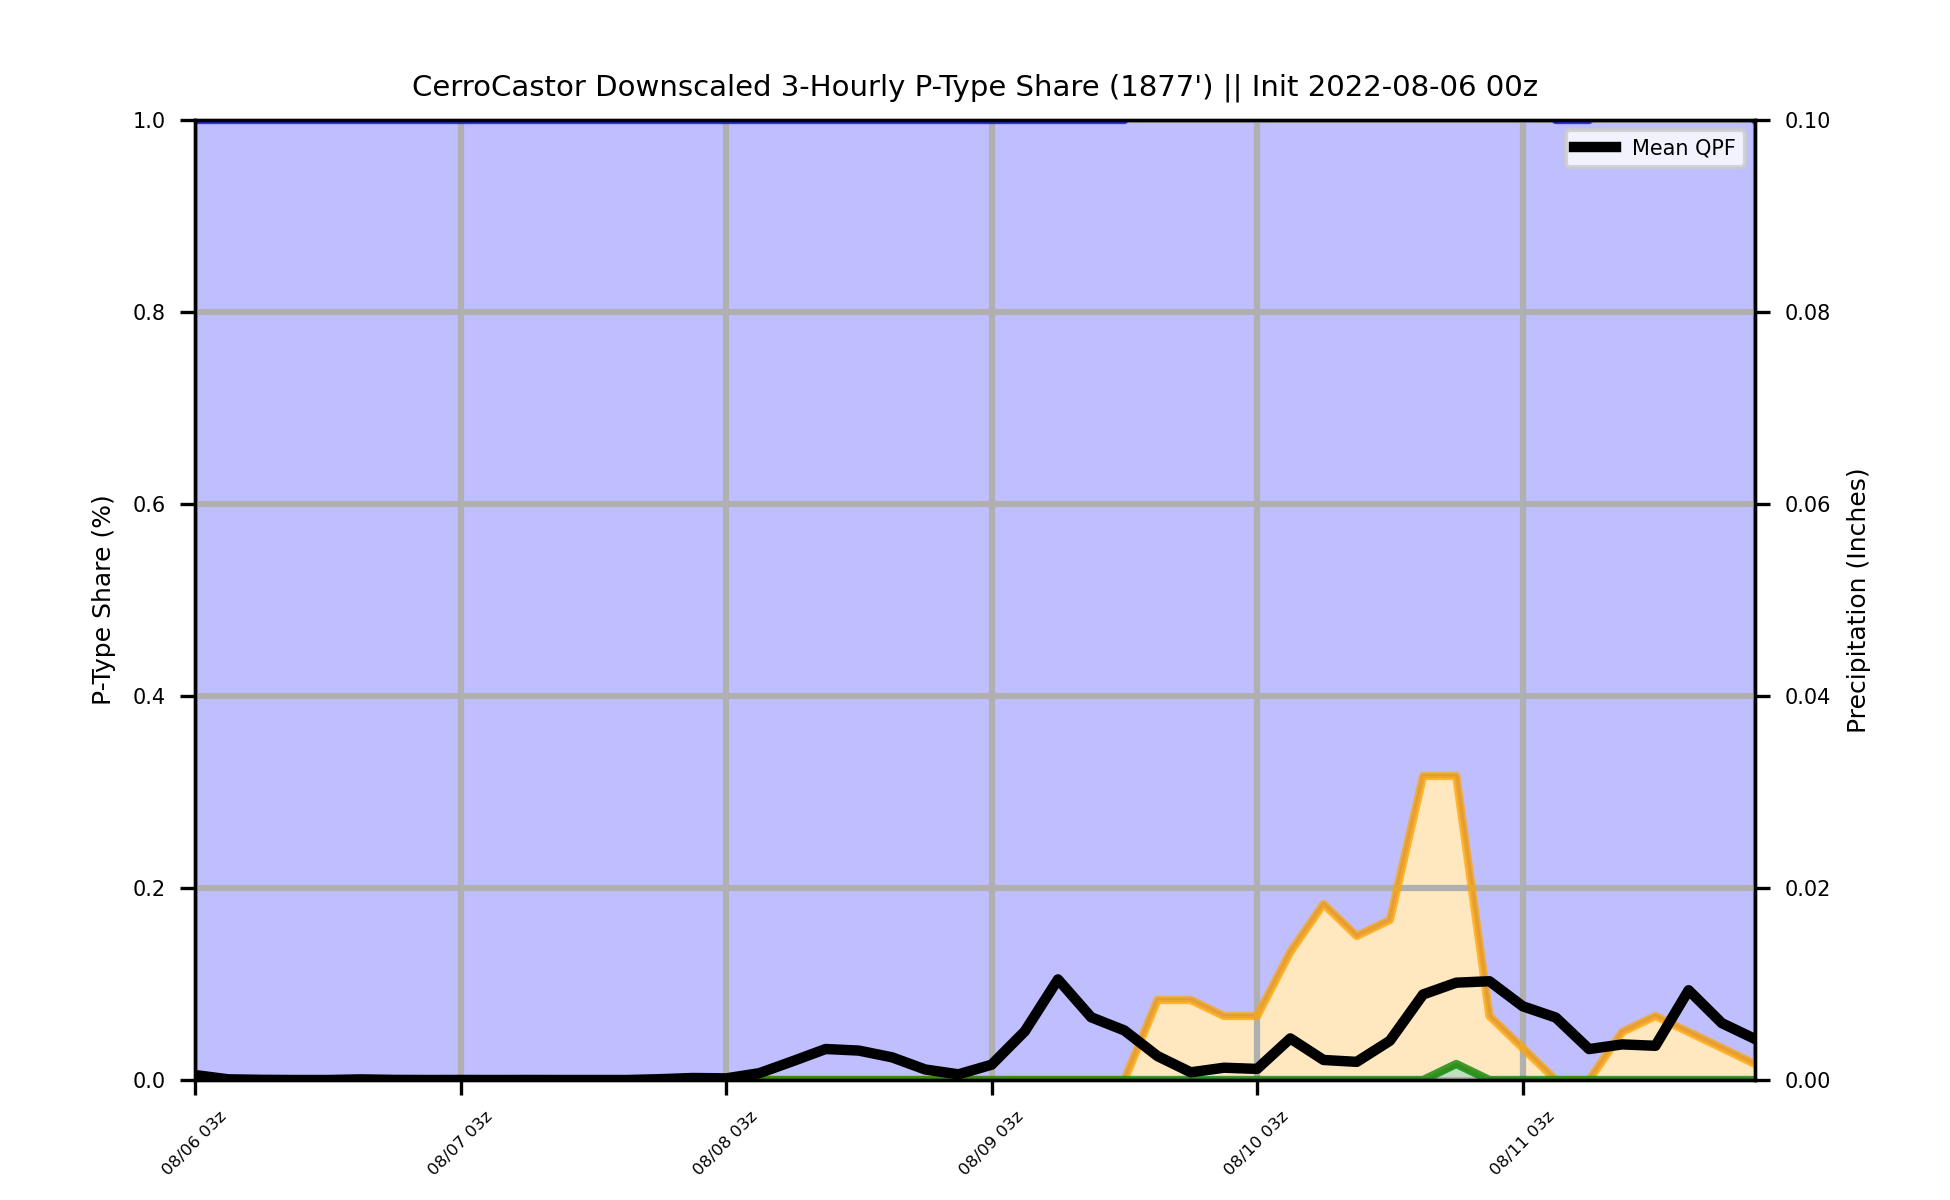 CerroCastor Downscaled 3-Hourly P-Type Share (1877') || Init 2022-08-06 00z
Mean QPF
P-Type Share (%)
1.0
0.8
0.6
0.4
0.2
0.0
0.10
0.08
0.06
0.04
0.02
0.00
Precipitation (Inches)
08/06 03z
08/07 03z
08/08 03z
08/09 03z
08/10 03z
08/11 03z